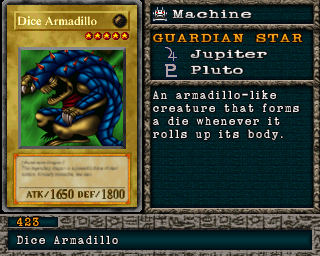 Dice Armadillo
Machine
GUARDIAN STAR
Jupiter
Pluto
An armadillo-like
creature that forms
a die whenever it
rolls up its body.
ATK/1650 DEF/1800
423
Dice Armadillo